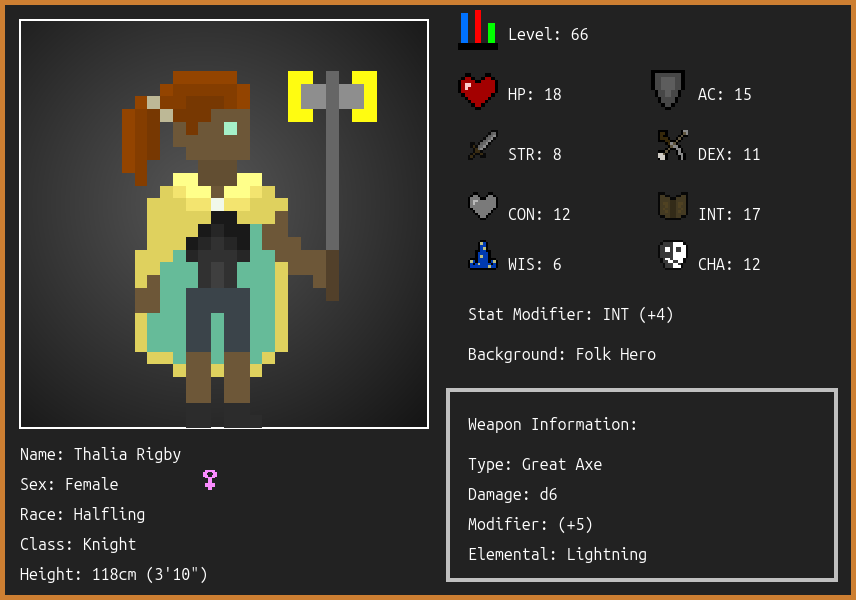 Level: 66
HP: 18
AC: 15
STR: 8
DEX: 11
CON: 12
INT: 17
WIS: 6
CHA: 12
Stat Modifier: INT (+4)
Background: Folk Hero
Weapon Information:
Type: Great Axe
Damage: d6
Modifier: (+5)
Elemental: Lightning
Name: Thalia Rigby
Sex: Female
Race: Halfling
Class: Knight
Height: 118cm (3'10")